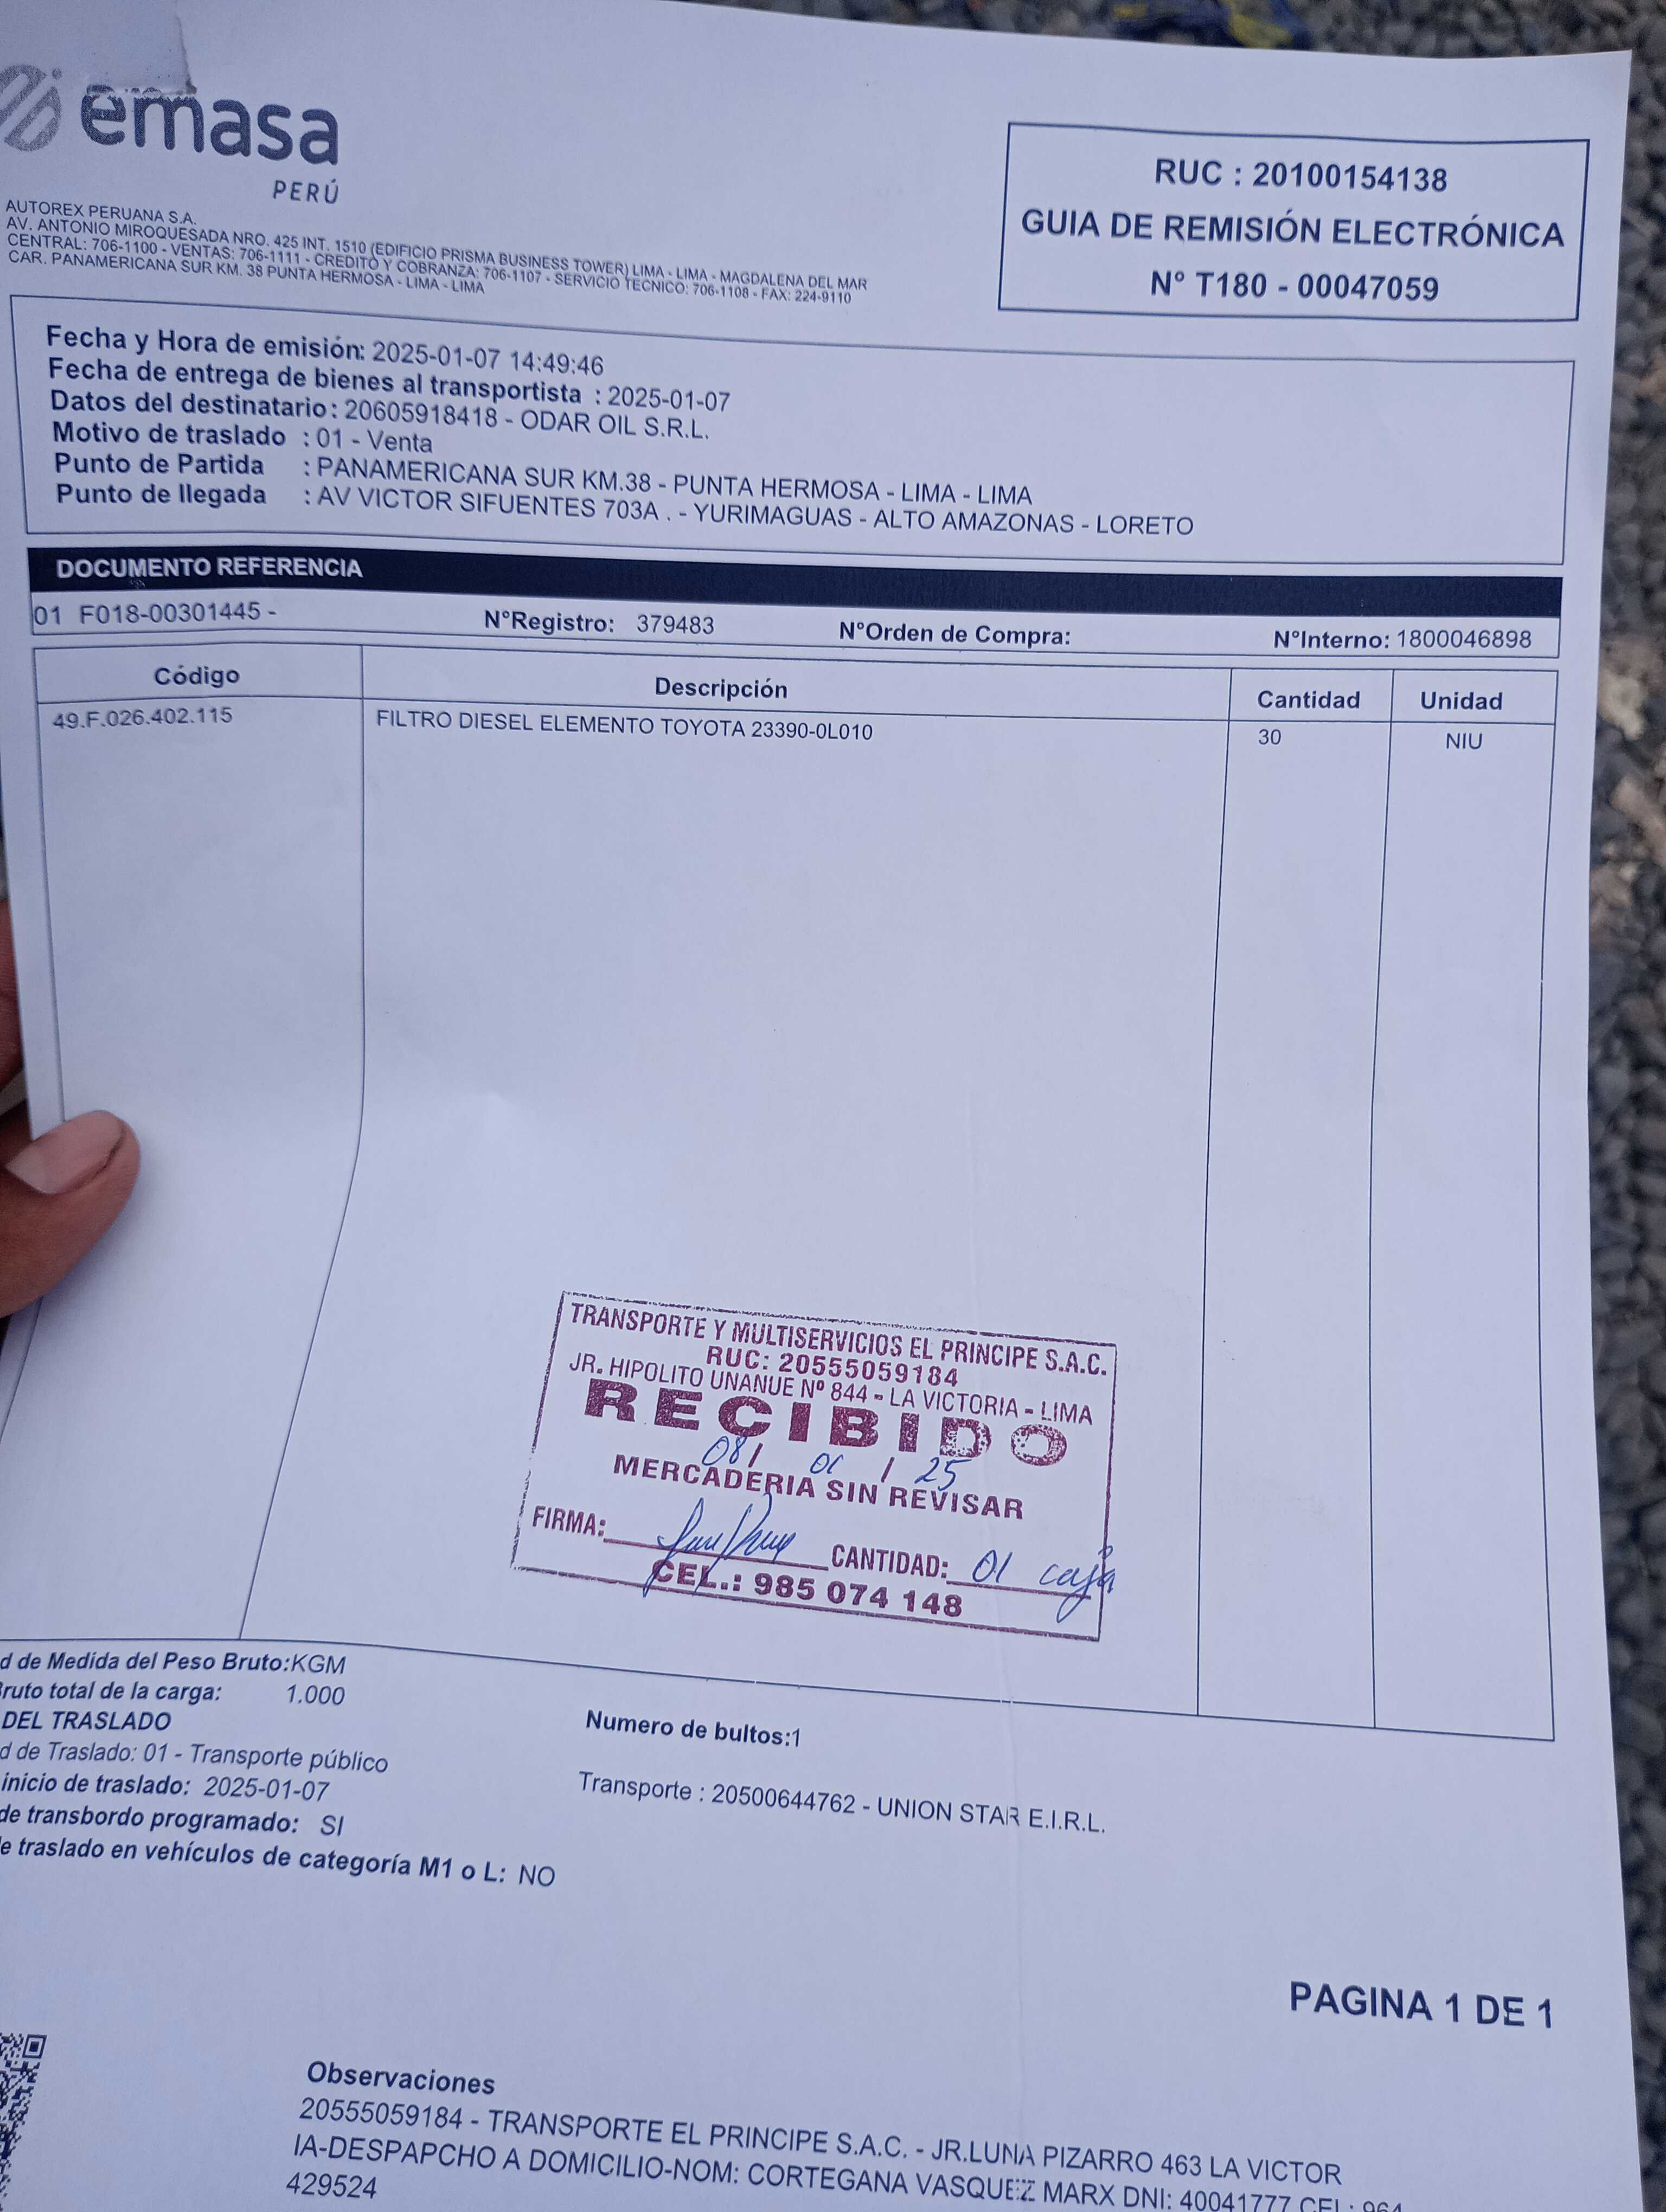 emasa
PERÚ
AUTOREX PERUANA S.A.
AV. ANTONIO MIROQUESADA NRO. 425 INT. 1510 (EDIFICIO PRISMA BUSINESS TOWER) LIMA - LIMA - MAGDALENA DEL MAR
CENTRAL: 706-1100 - VENTAS: 706-1111 - CREDITO Y COBRANZA: 706-1107 - SERVICIO TECNICO: 706-1108 - FAX: 224-9110
CAR. PANAMERICANA SUR KM. 38 PUNTA HERMOSA - LIMA - LIMA
RUC : 20100154138
GUIA DE REMISIÓN ELECTRÓNICA
N° T180 - 00047059
Fecha y Hora de emisión: 2025-01-07 14:49:46
Fecha de entrega de bienes al transportista : 2025-01-07
Datos del destinatario: 20605918418 - ODAR OIL S.R.L.
Motivo de traslado : 01 - Venta
Punto de Partida : PANAMERICANA SUR KM.38 - PUNTA HERMOSA - LIMA - LIMA
Punto de llegada : AV VICTOR SIFUENTES 703A . - YURIMAGUAS - ALTO AMAZONAS - LORETO
DOCUMENTO REFERENCIA
01 F018-00301445 - N°Registro: 379483 N°Orden de Compra: N°Interno: 1800046898
Código Descripción Cantidad Unidad
49.F.026.402.115 FILTRO DIESEL ELEMENTO TOYOTA 23390-0L010 30 NIU
TRANSPORTE Y MULTISERVICIOS EL PRINCIPE S.A.C.
RUC: 20555059184
JR. HIPOLITO UNANUE Nº 844 - LA VICTORIA - LIMA
RECIBIDO
08/ 01 / 25
MERCADERIA SIN REVISAR
FIRMA: CANTIDAD: 01 caja
CEL.: 985 074 148
d de Medida del Peso Bruto:KGM
ruto total de la carga: 1.000
DEL TRASLADO
Numero de bultos:1
d de Traslado: 01 - Transporte público
inicio de traslado: 2025-01-07
Transporte : 20500644762 - UNION STAR E.I.R.L.
de transbordo programado: SI
e traslado en vehículos de categoría M1 o L: NO
PAGINA 1 DE 1
Observaciones
20555059184 - TRANSPORTE EL PRINCIPE S.A.C. - JR.LUNA PIZARRO 463 LA VICTOR
IA-DESPAPCHO A DOMICILIO-NOM: CORTEGANA VASQUEZ MARX DNI: 40041777 CEL: 964
429524